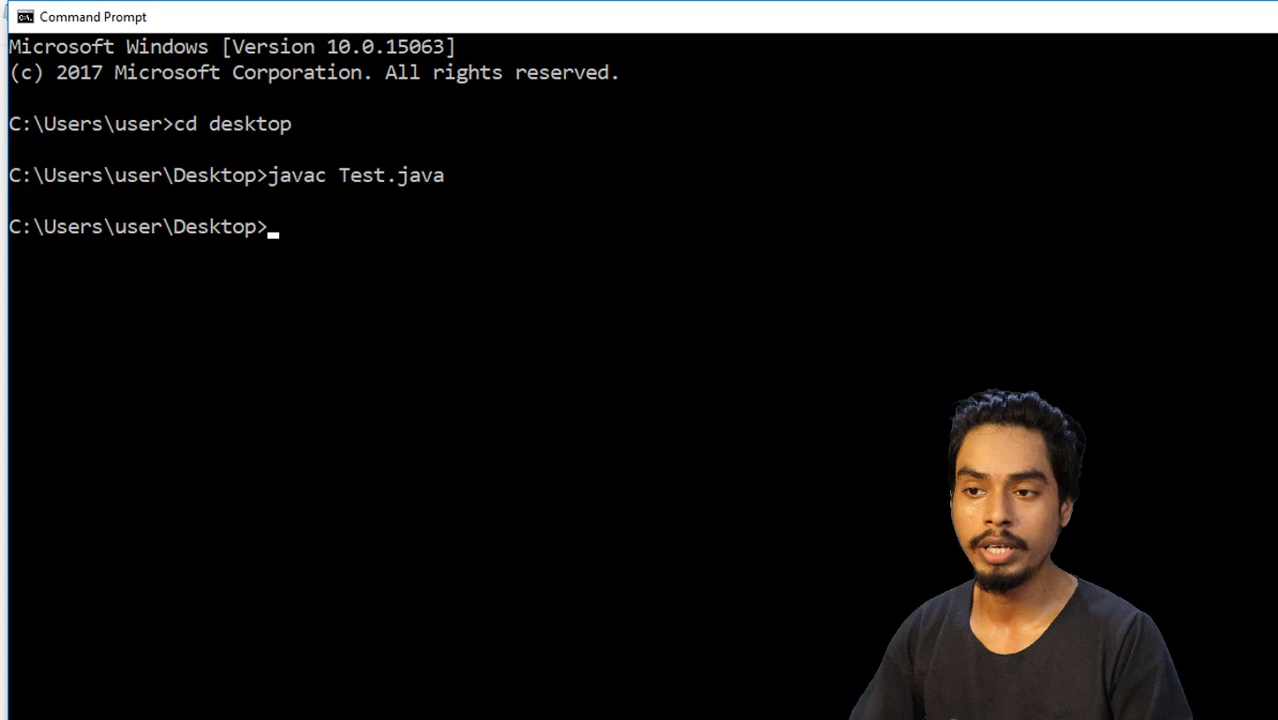 Command Prompt
Microsoft Windows [Version 10.0.15063]
(c) 2017 Microsoft Corporation. All rights reserved.
C:\Users\user>cd desktop
C:\Users\user\Desktop>javac Test.java
C:\Users\user\Desktop>